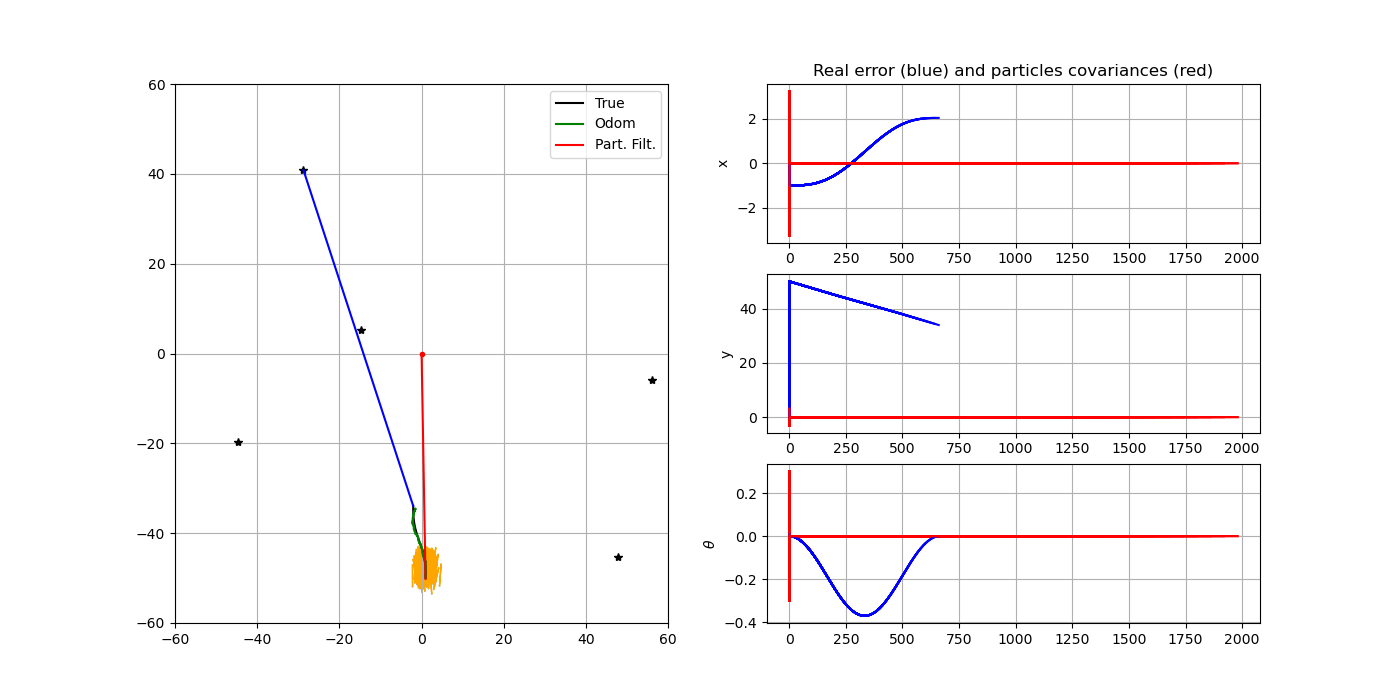 60
40
20
0
−20
−40
−60
−60 −40 −20 0 20 40 60
True
Odom
Part. Filt.
Real error (blue) and particles covariances (red)
x
2
0
−2
0 250 500 750 1000 1250 1500 1750 2000
y
40
20
0
0 250 500 750 1000 1250 1500 1750 2000
θ
0.2
0.0
−0.2
−0.4
0 250 500 750 1000 1250 1500 1750 2000